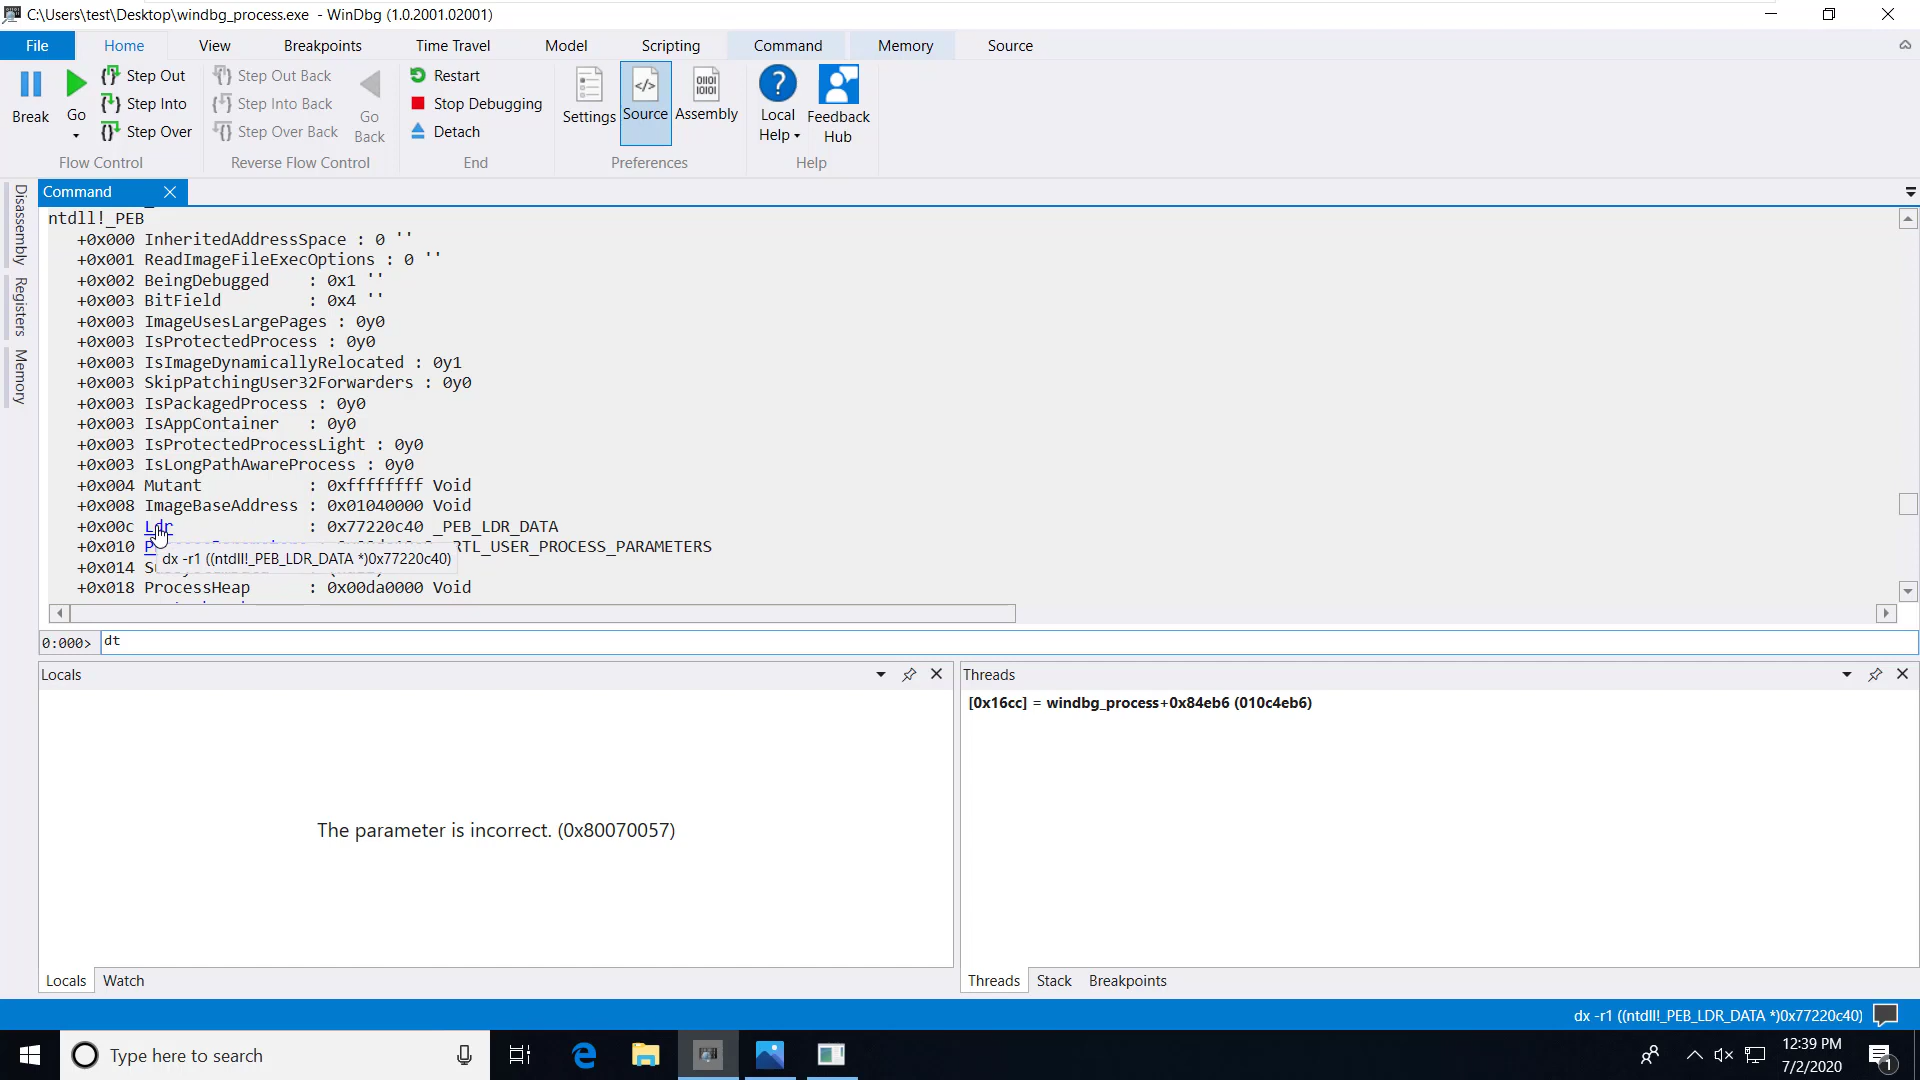 C:\Users\test\Desktop\windbg_process.exe - WinDbg (1.0.2001.02001)
File Home View Breakpoints Time Travel Model Scripting Command Memory Source
Break
Go
Step Out
Step Into
Step Over
Flow Control
Step Out Back
Step Into Back
Step Over Back
Go Back
Reverse Flow Control
Restart
Stop Debugging
Detach
End
Settings
Source
Assembly
Preferences
Local Help
Feedback Hub
Help
Disassembly
Registers
Memory
Command
ntdll!_PEB
+0x000 InheritedAddressSpace : 0 ''
+0x001 ReadImageFileExecOptions : 0 ''
+0x002 BeingDebugged : 0x1 ''
+0x003 BitField : 0x4 ''
+0x003 ImageUsesLargePages : 0y0
+0x003 IsProtectedProcess : 0y0
+0x003 IsImageDynamicallyRelocated : 0y1
+0x003 SkipPatchingUser32Forwarders : 0y0
+0x003 IsPackagedProcess : 0y0
+0x003 IsAppContainer : 0y0
+0x003 IsProtectedProcessLight : 0y0
+0x003 IsLongPathAwareProcess : 0y0
+0x004 Mutant : 0xffffffff Void
+0x008 ImageBaseAddress : 0x01040000 Void
+0x00c Ldr : 0x77220c40 _PEB_LDR_DATA
+0x010 RTL_USER_PROCESS_PARAMETERS
dx -r1 ((ntdll!_PEB_LDR_DATA *)0x77220c40)
+0x014
+0x018 ProcessHeap : 0x00da0000 Void
0:000> dt
Locals
The parameter is incorrect. (0x80070057)
Locals Watch
Threads
[0x16cc] = windbg_process+0x84eb6 (010c4eb6)
Threads Stack Breakpoints
dx -r1 ((ntdll!_PEB_LDR_DATA *)0x77220c40)
Type here to search
12:39 PM
7/2/2020
1